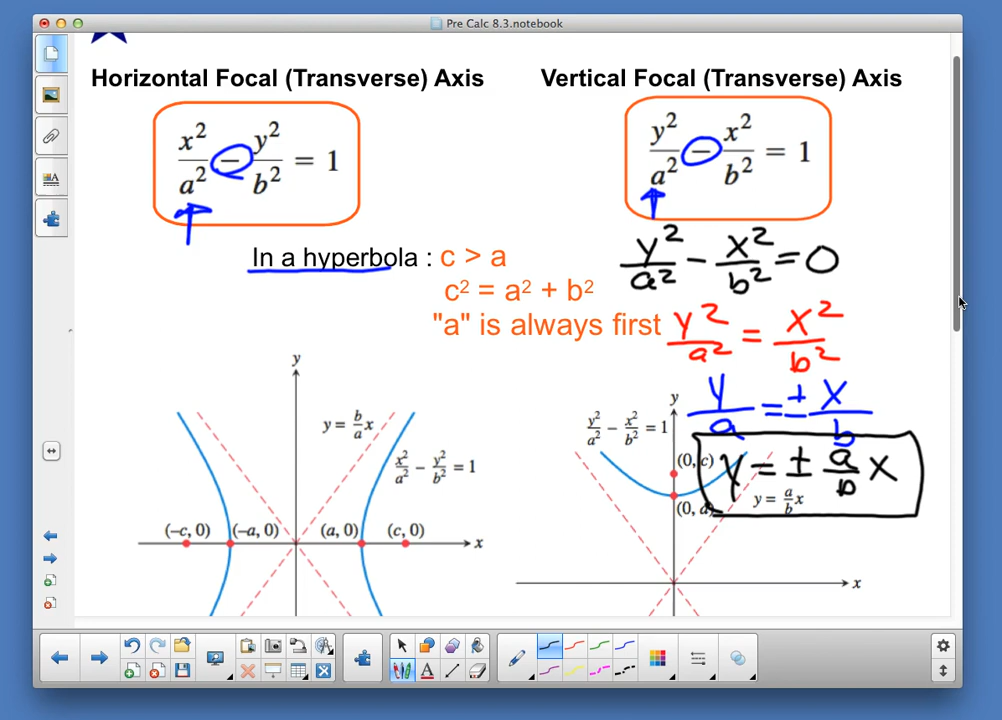 Pre Calc 8.3.notebook
Horizontal Focal (Transverse) Axis
x²/a² − y²/b² = 1
Vertical Focal (Transverse) Axis
y²/a² − x²/b² = 1
In a hyperbola : c > a
c² = a² + b²
"a" is always first
y²/a² − x²/b² = 0
y²/a² = x²/b²
y/a = ± x/b
y = ± a/b x
y
y = b/a x
x²/a² − y²/b² = 1
(-c, 0) (-a, 0) (a, 0) (c, 0)
x
y
y²/a² − x²/b² = 1
(0, c)
(0, a)
y = a/b x
x
A